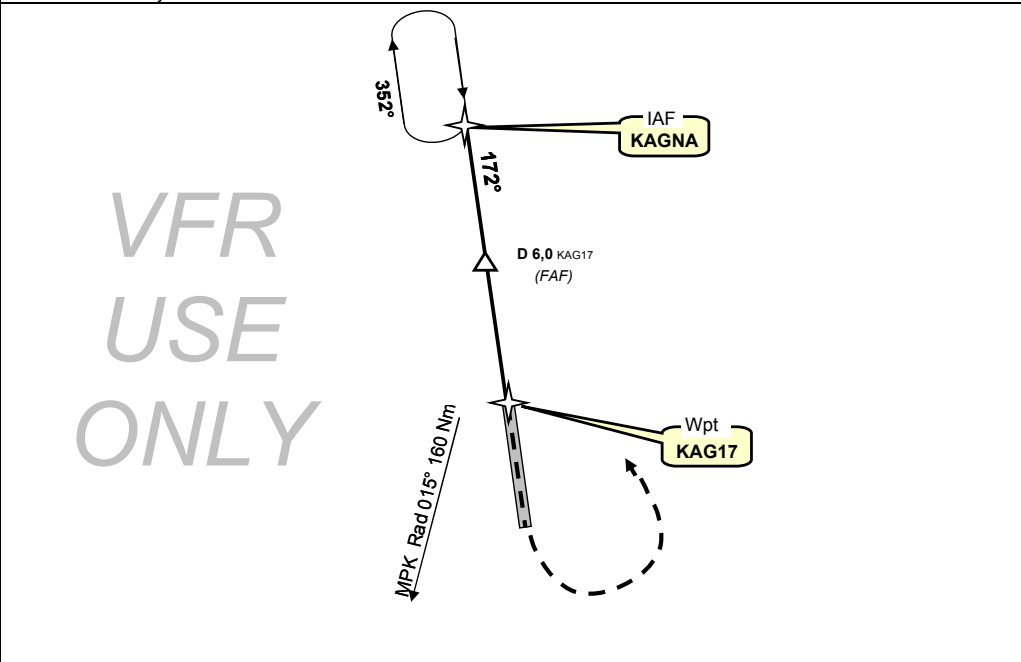 352°
IAF
KAGNA
172°
VFR
USE
ONLY
D 6,0 KAG17
(FAF)
Wpt
KAG17
MPK Rad 015° 160 Nm